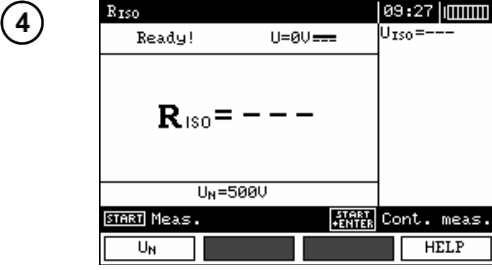 4
RISO 09:27
Ready! U=0V UISO=---
RISO=---
UN=500V
START Meas. START +ENTER Cont. meas.
UN HELP